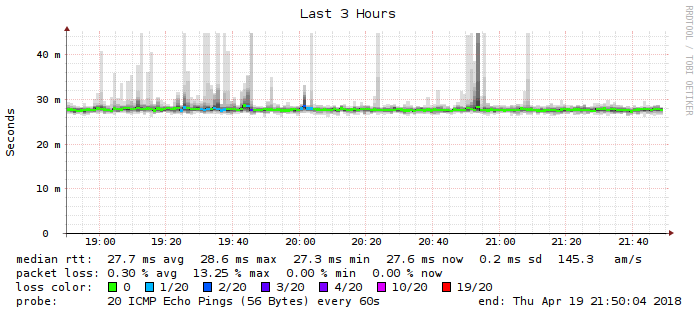 Last 3 Hours
RRDTOOL / TOBI OETIKER
Seconds
40 m
30 m
20 m
10 m
0
19:00 19:20 19:40 20:00 20:20 20:40 21:00 21:20 21:40
median rtt: 27.7 ms avg 28.6 ms max 27.3 ms min 27.6 ms now 0.2 ms sd 145.3 am/s
packet loss: 0.30 % avg 13.25 % max 0.00 % min 0.00 % now
loss color: 0 1/20 2/20 3/20 4/20 10/20 19/20
probe: 20 ICMP Echo Pings (56 Bytes) every 60s end: Thu Apr 19 21:50:04 2018